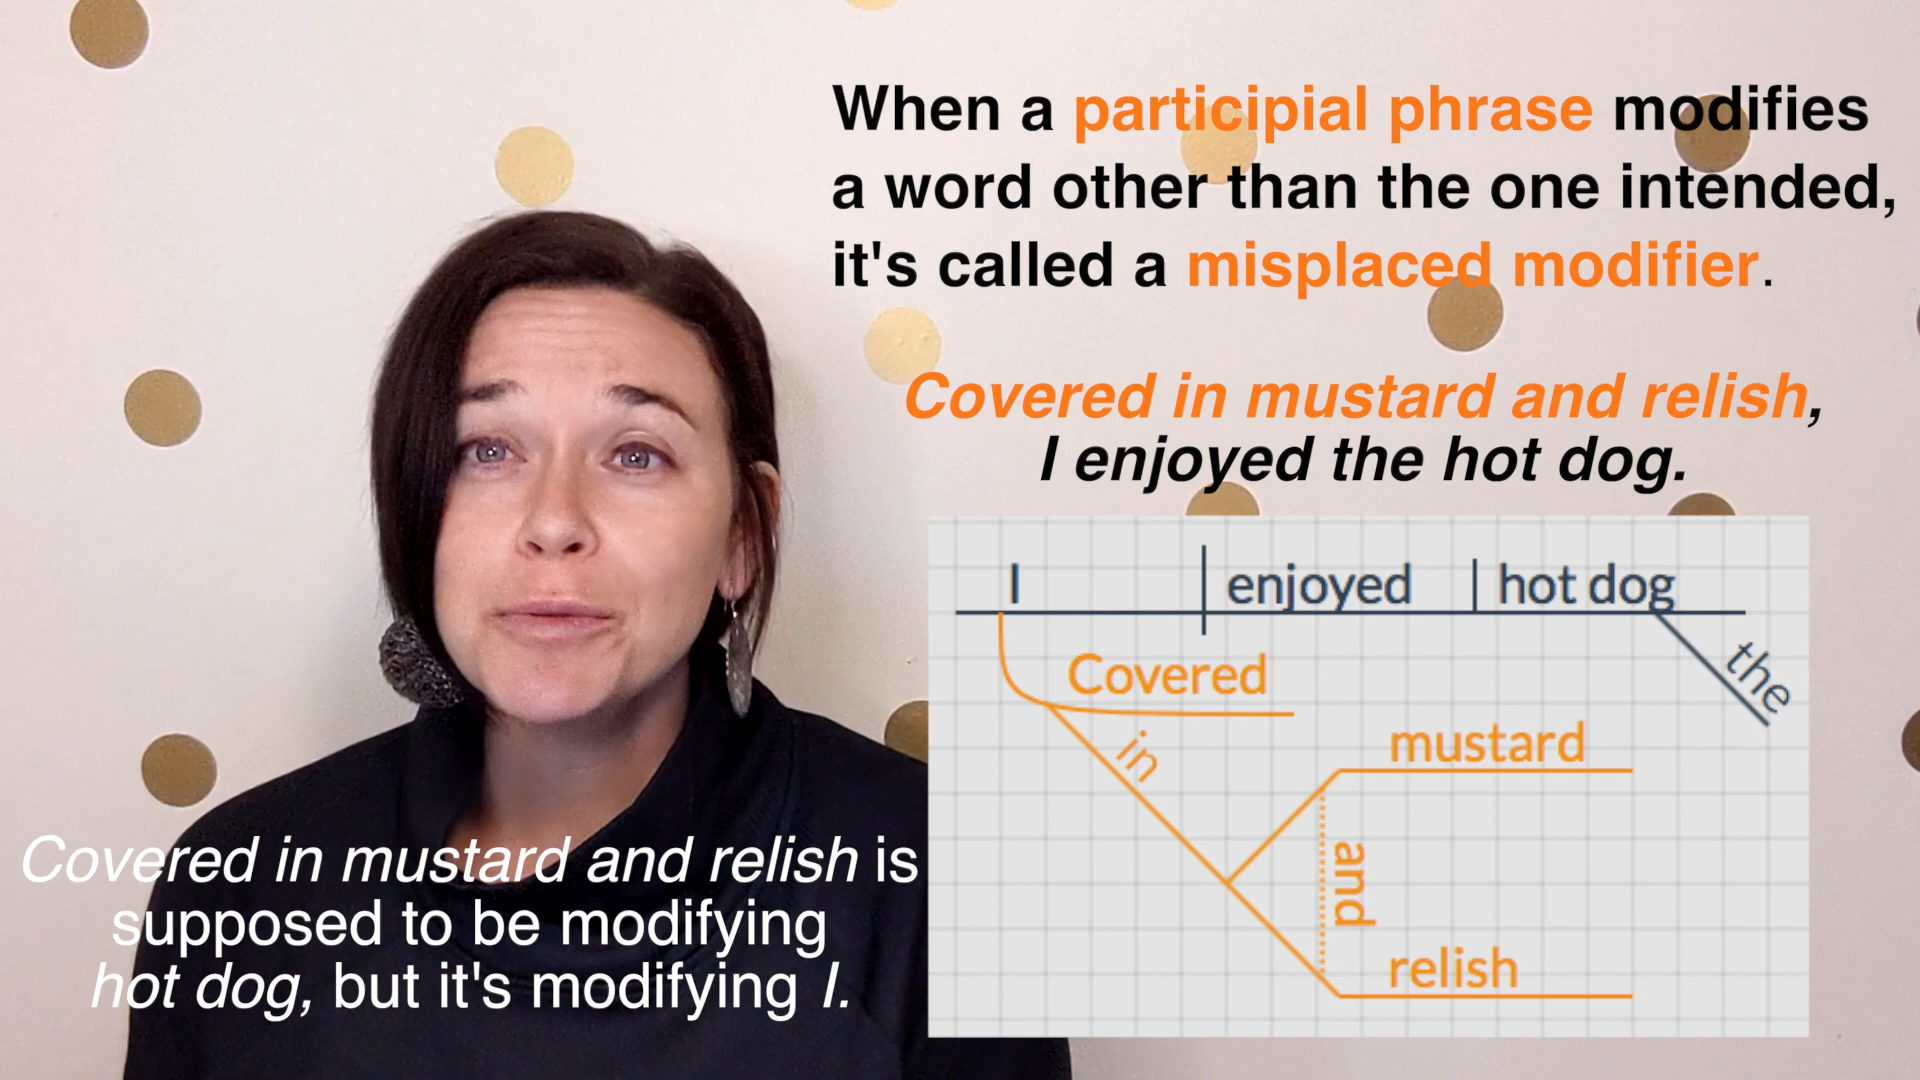 When a participial phrase modifies
a word other than the one intended,
it's called a misplaced modifier.
Covered in mustard and relish,
I enjoyed the hot dog.
I enjoyed hot dog
the
Covered
in
mustard
and
relish
Covered in mustard and relish is
supposed to be modifying
hot dog, but it's modifying I.